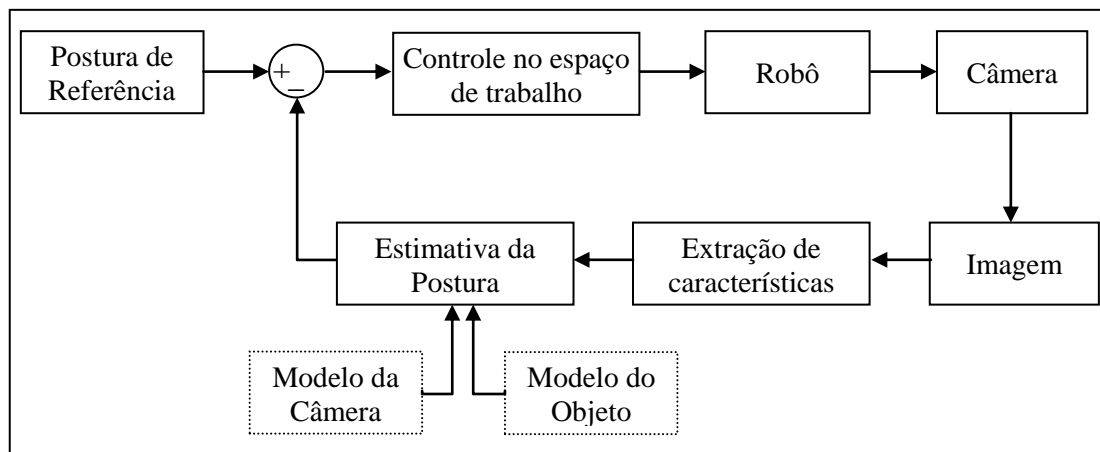 Postura de
Referência
+
−
Controle no espaço
de trabalho
Robô
Câmera
Estimativa da
Postura
Extração de
características
Imagem
Modelo da
Câmera
Modelo do
Objeto